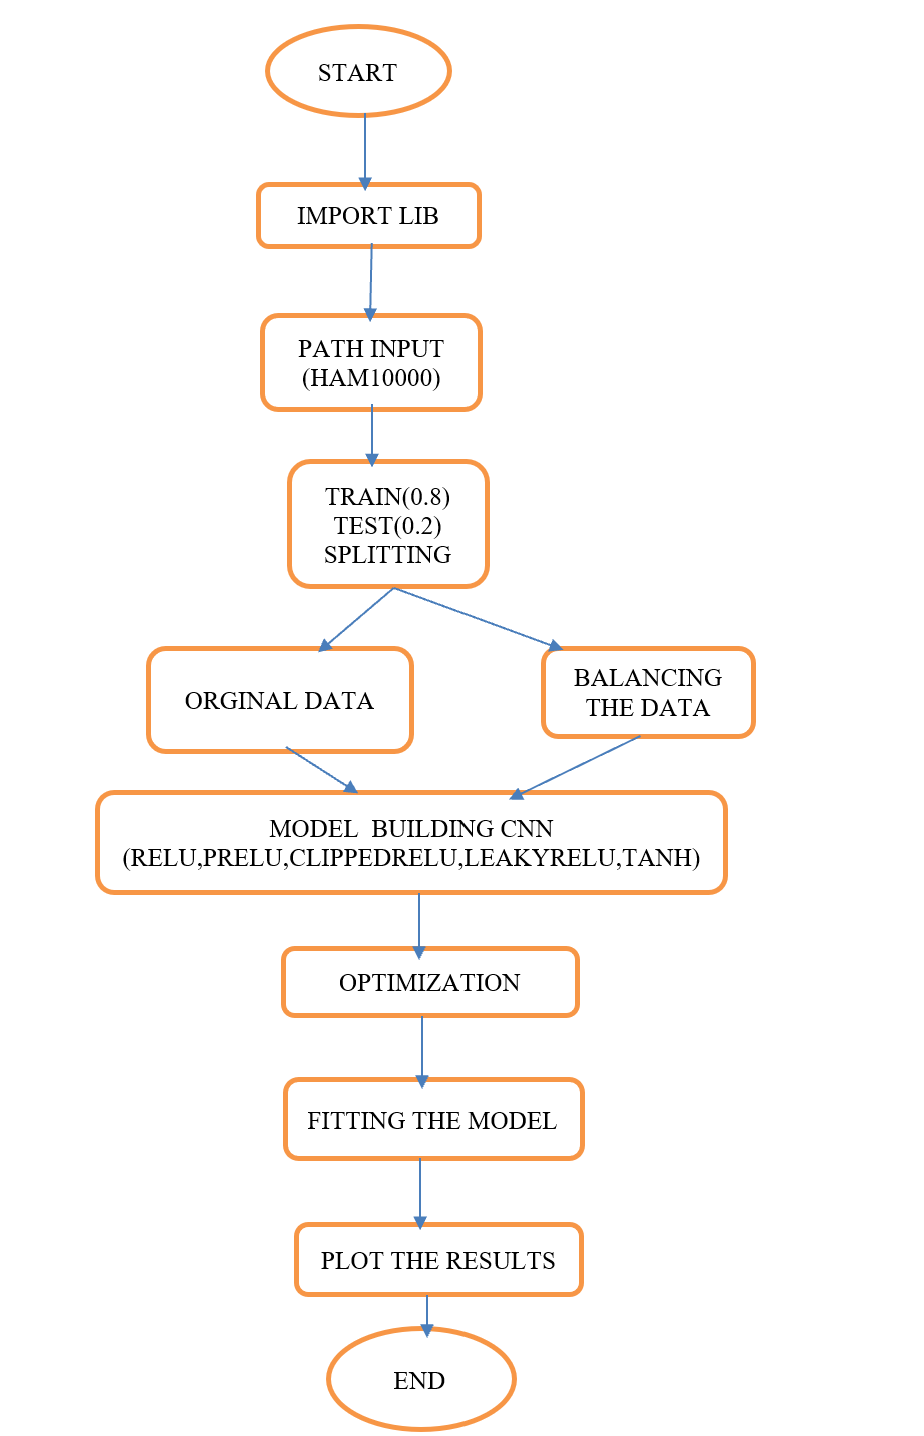 START
IMPORT LIB
PATH INPUT
(HAM10000)
TRAIN(0.8)
TEST(0.2)
SPLITTING
ORGINAL DATA
BALANCING
THE DATA
MODEL  BUILDING CNN
(RELU,PRELU,CLIPPEDRELU,LEAKYRELU,TANH)
OPTIMIZATION
FITTING THE MODEL
PLOT THE RESULTS
END